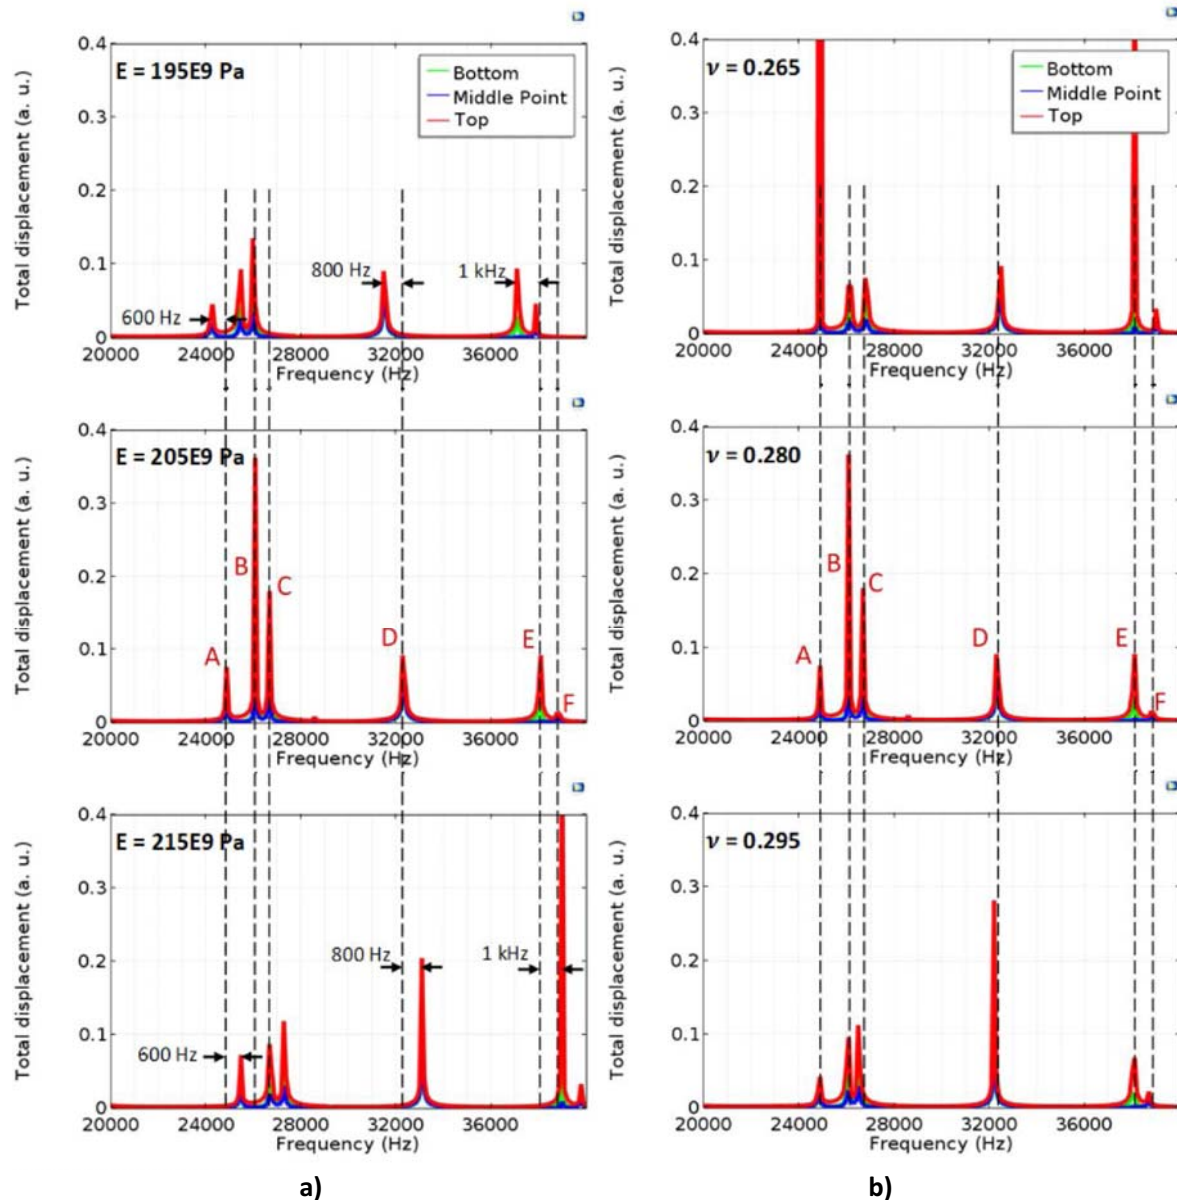 0.4
E = 195E9 Pa
Bottom
Middle Point
Top
0.3
0.2
0.1
0
Total displacement (a. u.)
600 Hz
800 Hz
1 kHz
20000 24000 28000 32000 36000
Frequency (Hz)
0.4
E = 205E9 Pa
0.3
0.2
0.1
0
Total displacement (a. u.)
A
B
C
D
E
F
20000 24000 28000 32000 36000
Frequency (Hz)
0.4
E = 215E9 Pa
0.3
0.2
0.1
0
Total displacement (a. u.)
600 Hz
800 Hz
1 kHz
20000 24000 28000 32000 36000
Frequency (Hz)
a)
0.4
ν = 0.265
Bottom
Middle Point
Top
0.3
0.2
0.1
0
Total displacement (a. u.)
20000 24000 28000 32000 36000
Frequency (Hz)
0.4
ν = 0.280
0.3
0.2
0.1
0
Total displacement (a. u.)
A
B
C
D
E
F
20000 24000 28000 32000 36000
Frequency (Hz)
0.4
ν = 0.295
0.3
0.2
0.1
0
Total displacement (a. u.)
20000 24000 28000 32000 36000
Frequency (Hz)
b)